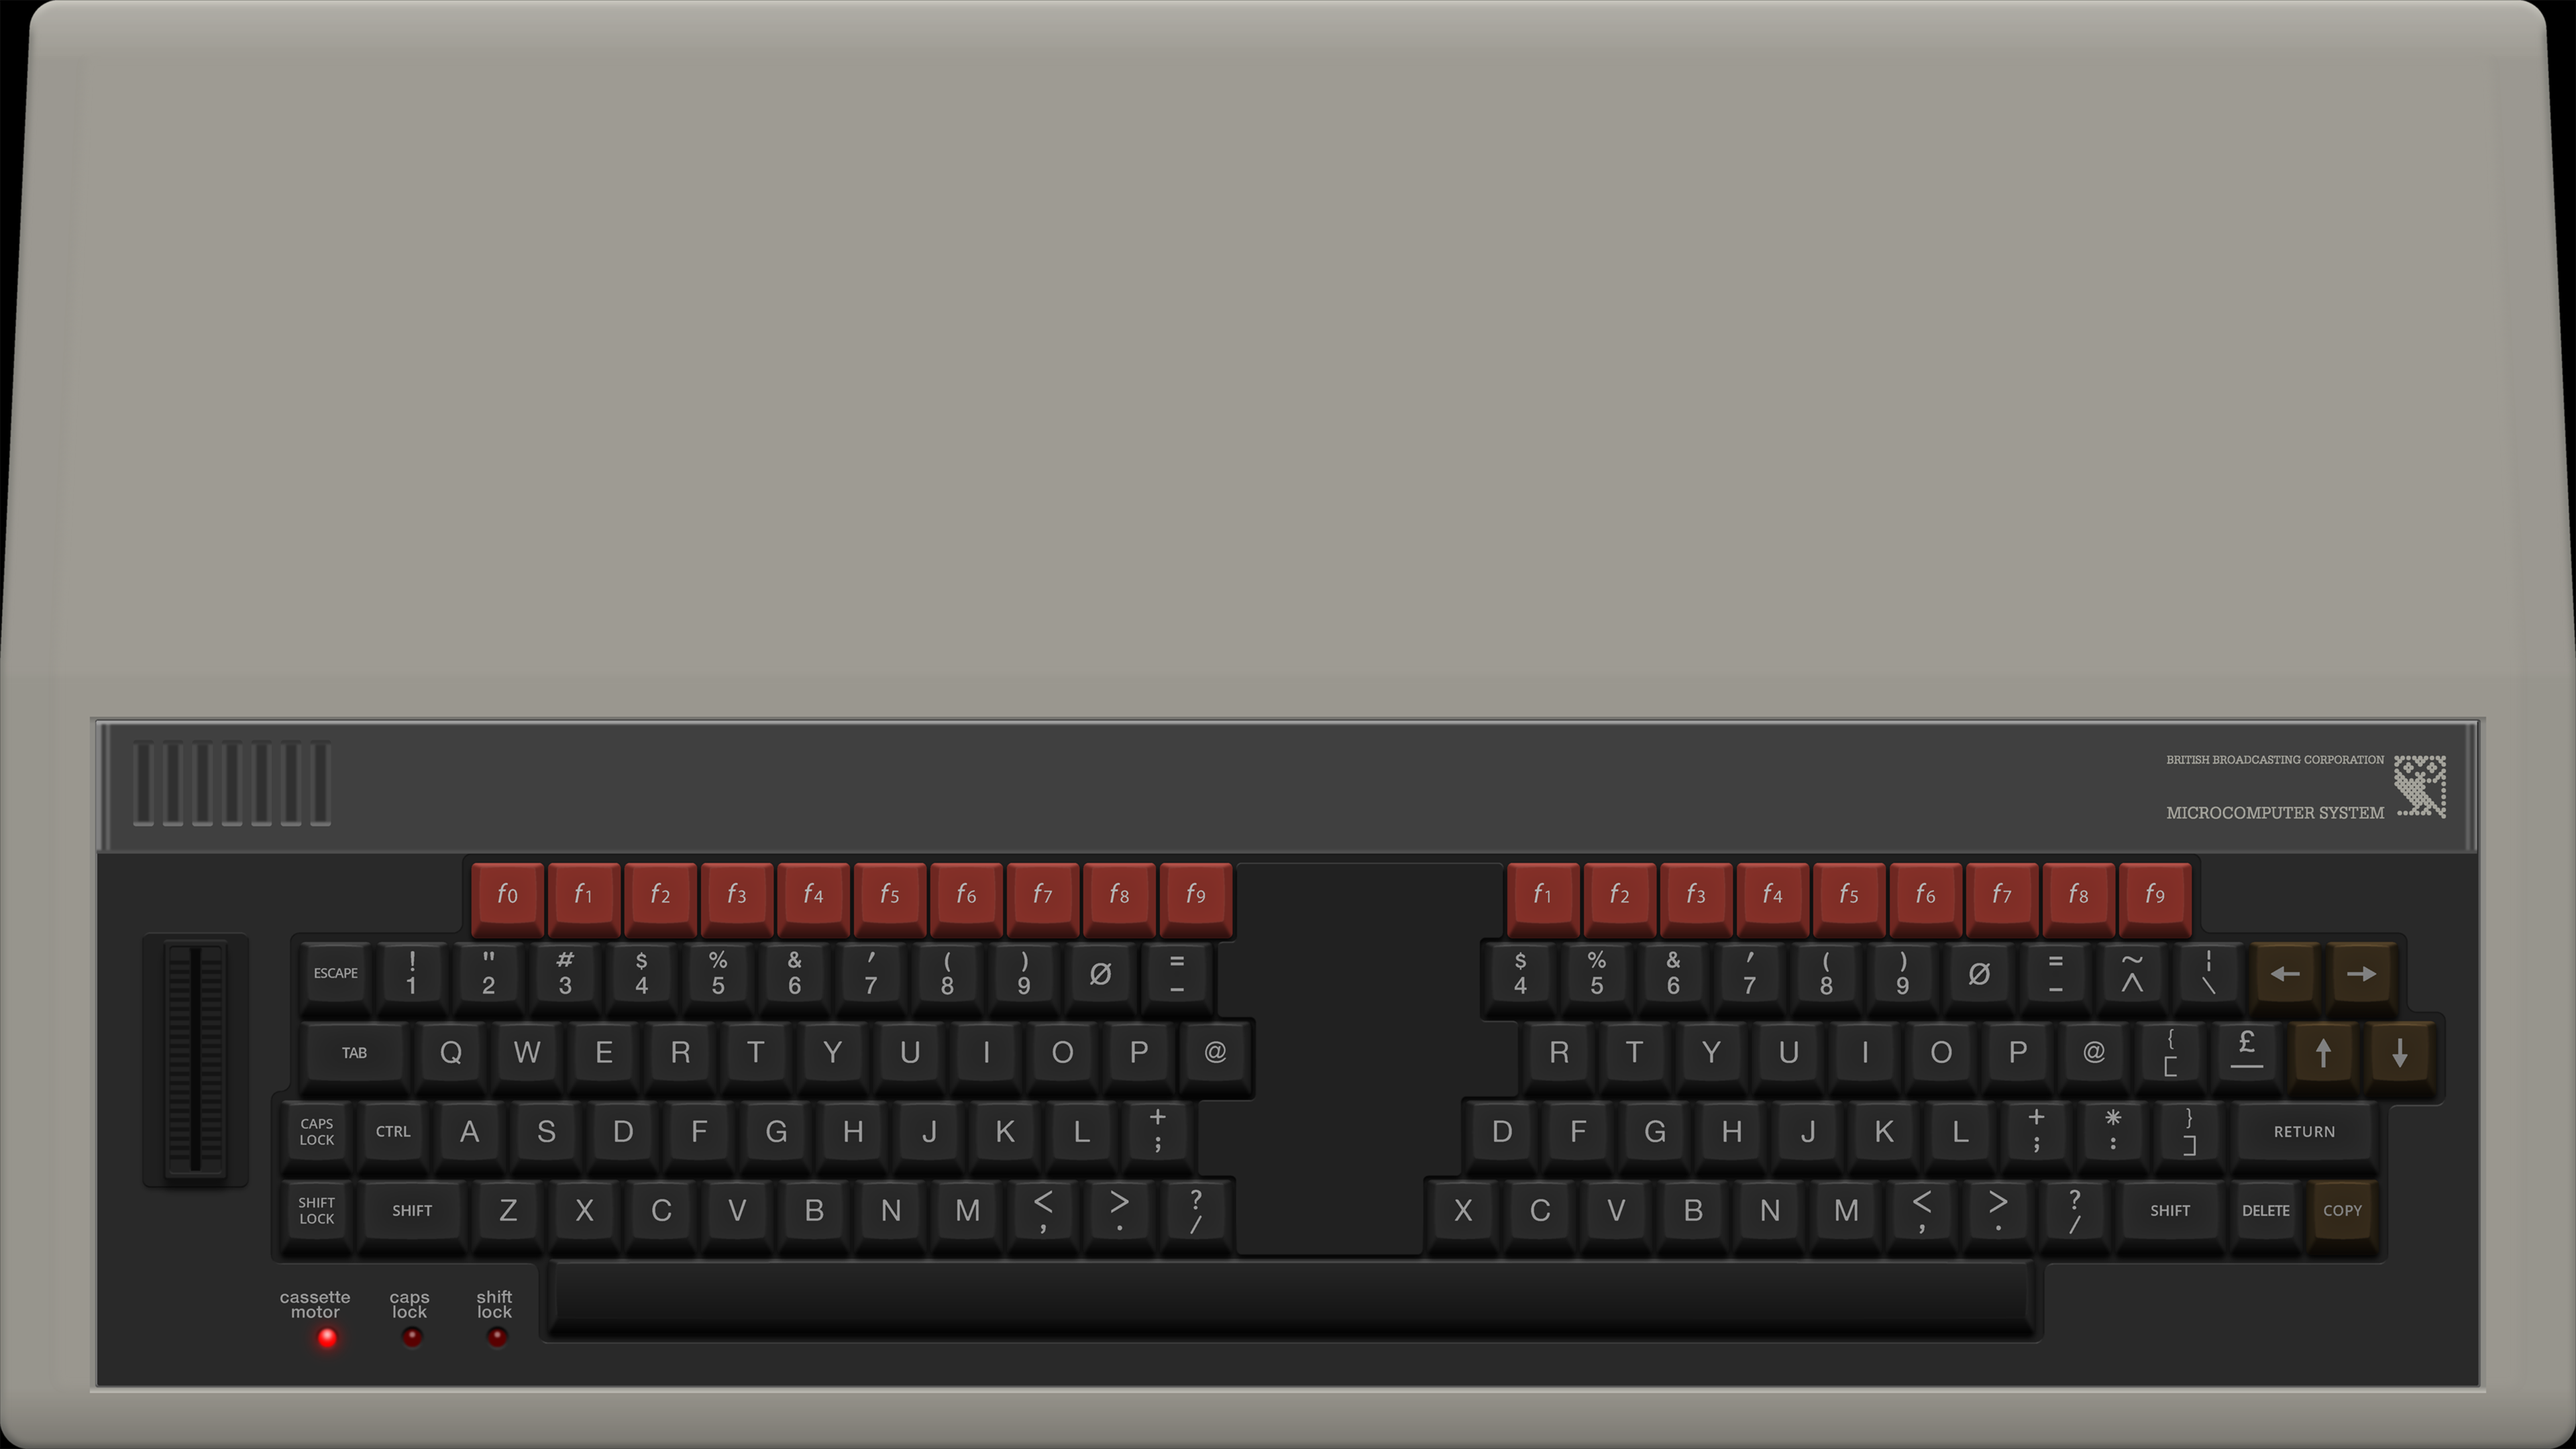 BRITISH BROADCASTING CORPORATION
MICROCOMPUTER SYSTEM
f0 f1 f2 f3 f4 f5 f6 f7 f8 f9 f1 f2 f3 f4 f5 f6 f7 f8 f9
! " # $ % & ' ( ) = $ % & ' ( ) = ~ ¦
ESCAPE 1 2 3 4 5 6 7 8 9 Ø - 4 5 6 7 8 9 Ø - ^ \ ← →
{ £
TAB Q W E R T Y U I O P @ R T Y U I O P @ [ _ ↑ ↓
+ + * }
CAPS LOCK CTRL A S D F G H J K L ; D F G H J K L ; : ] RETURN
< > ? < > ?
SHIFT LOCK SHIFT Z X C V B N M , . / X C V B N M , . / SHIFT DELETE COPY
cassette caps shift
motor lock lock